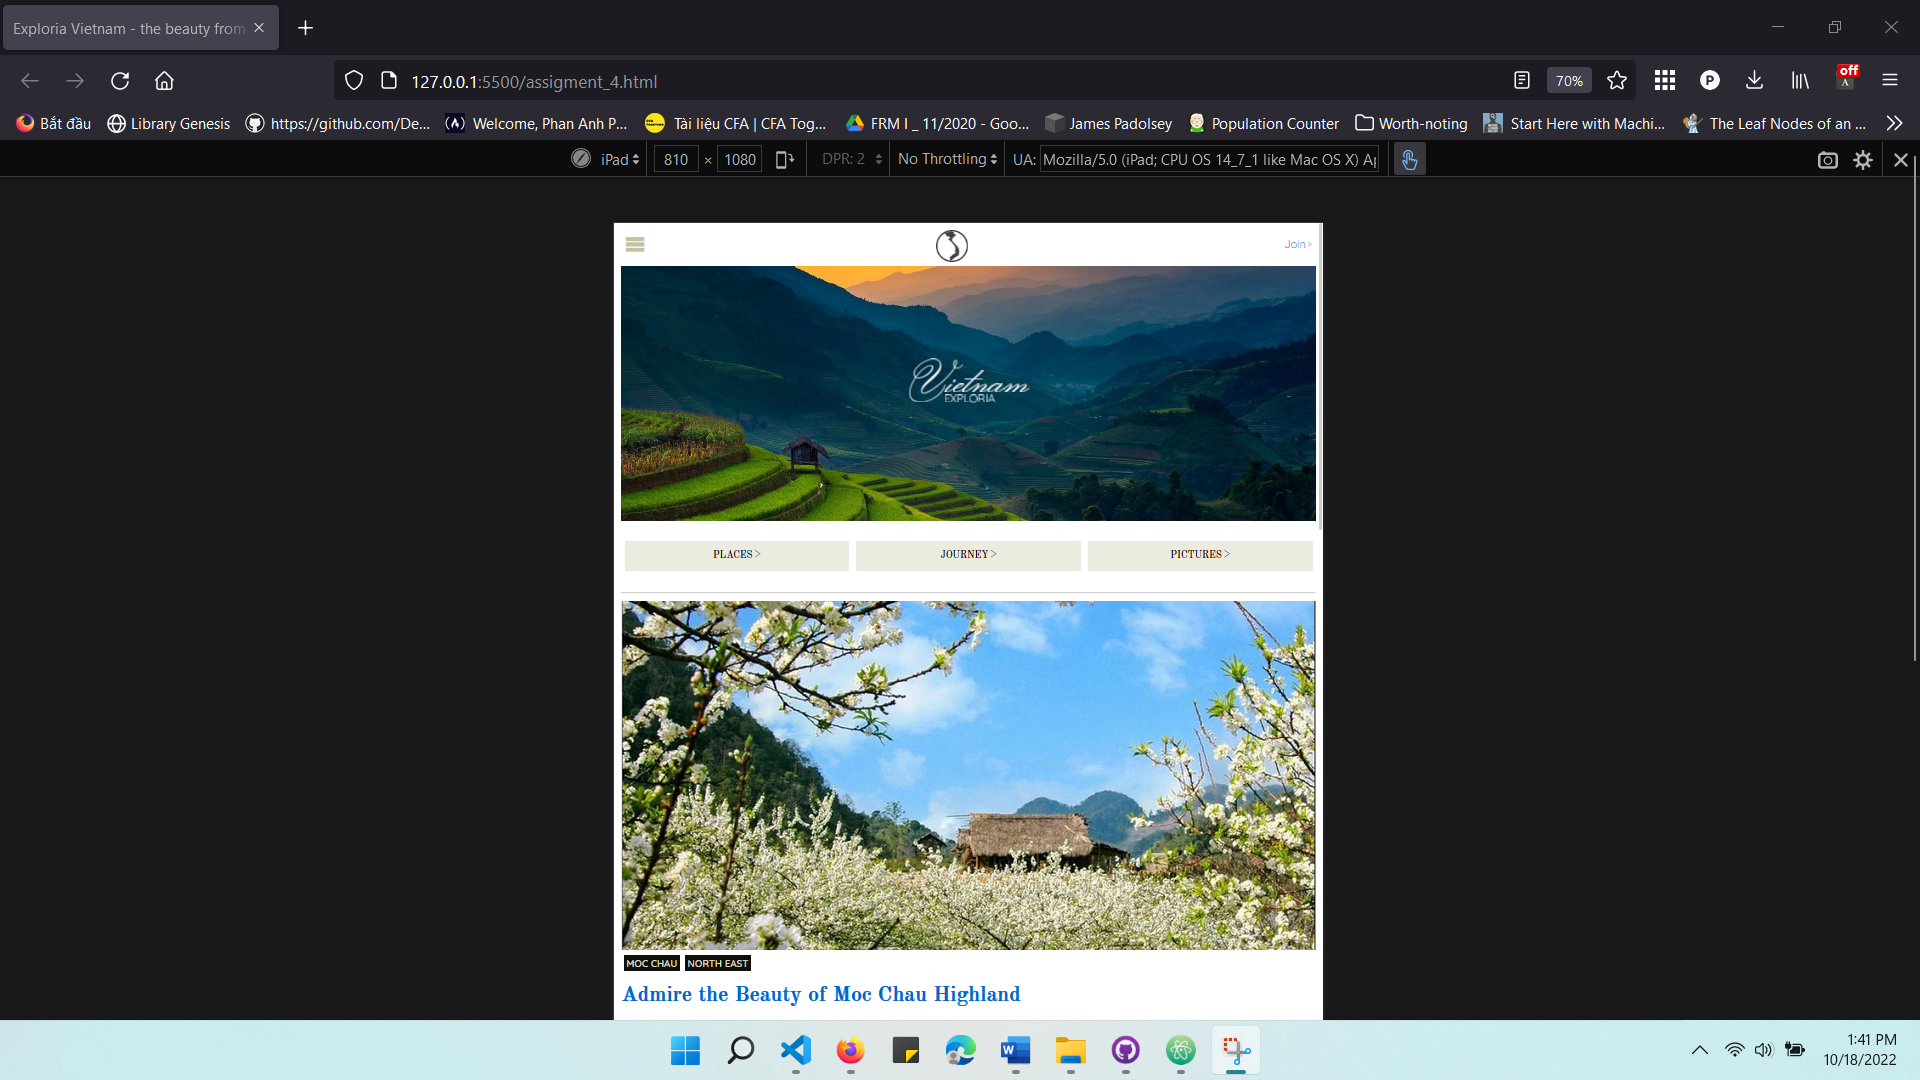 Exploria Vietnam - the beauty from
127.0.0.1:5500/assigment_4.html
70%
P
off
A
Bắt đầu
Library Genesis
https://github.com/De...
Welcome, Phan Anh P...
Tài liệu CFA | CFA Tog...
FRM I _ 11/2020 - Goo...
James Padolsey
Population Counter
Worth-noting
Start Here with Machi...
The Leaf Nodes of an ...
iPad
810 × 1080
DPR: 2
No Throttling
UA: Mozilla/5.0 (iPad; CPU OS 14_7_1 like Mac OS X) Ap
Join >
Vietnam
EXPLORIA
PLACES >
JOURNEY >
PICTURES >
MOC CHAU
NORTH EAST
Admire the Beauty of Moc Chau Highland
1:41 PM
10/18/2022